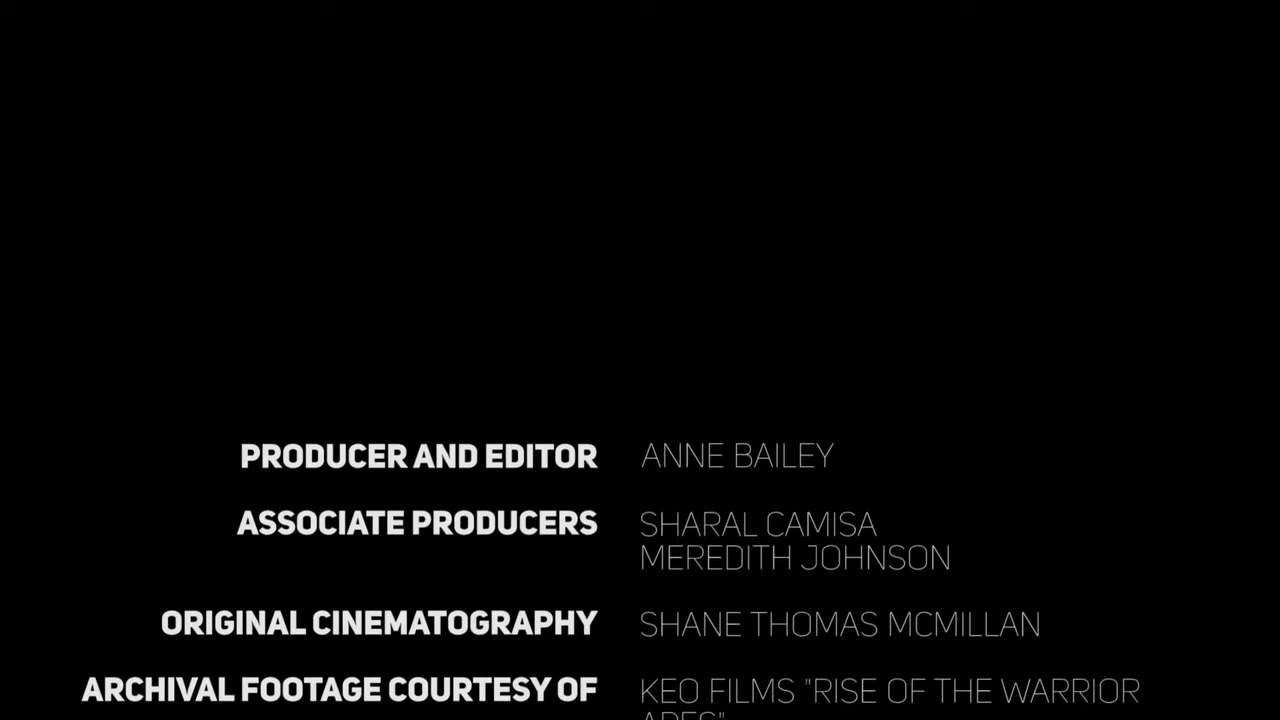 PRODUCER AND EDITOR ANNE BAILEY
ASSOCIATE PRODUCERS SHARAL CAMISA
MEREDITH JOHNSON
ORIGINAL CINEMATOGRAPHY SHANE THOMAS MCMILLAN
ARCHIVAL FOOTAGE COURTESY OF KEO FILMS "RISE OF THE WARRIOR
APES"